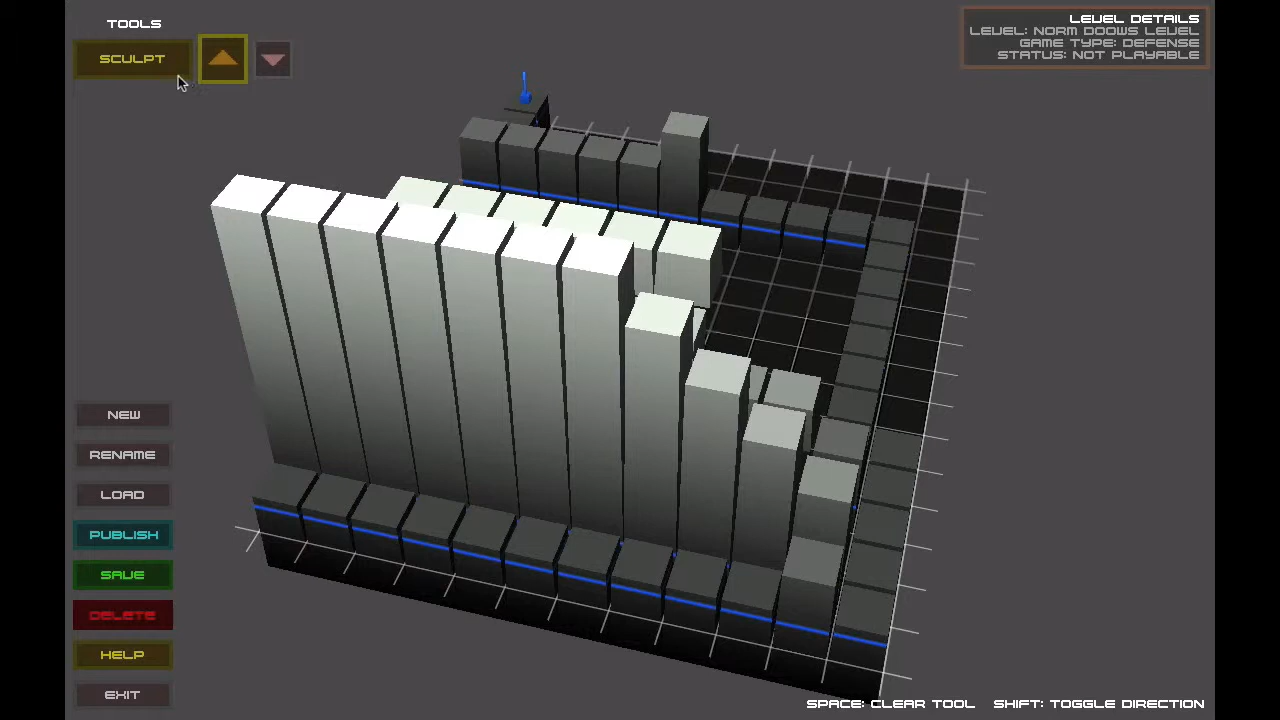 TOOLS
SCULPT
LEVEL DETAILS
LEVEL: NORM DOOWS LEVEL
GAME TYPE: DEFENSE
STATUS: NOT PLAYABLE
NEW
RENAME
LOAD
PUBLISH
SAVE
DELETE
HELP
EXIT
SPACE: CLEAR TOOL SHIFT: TOGGLE DIRECTION